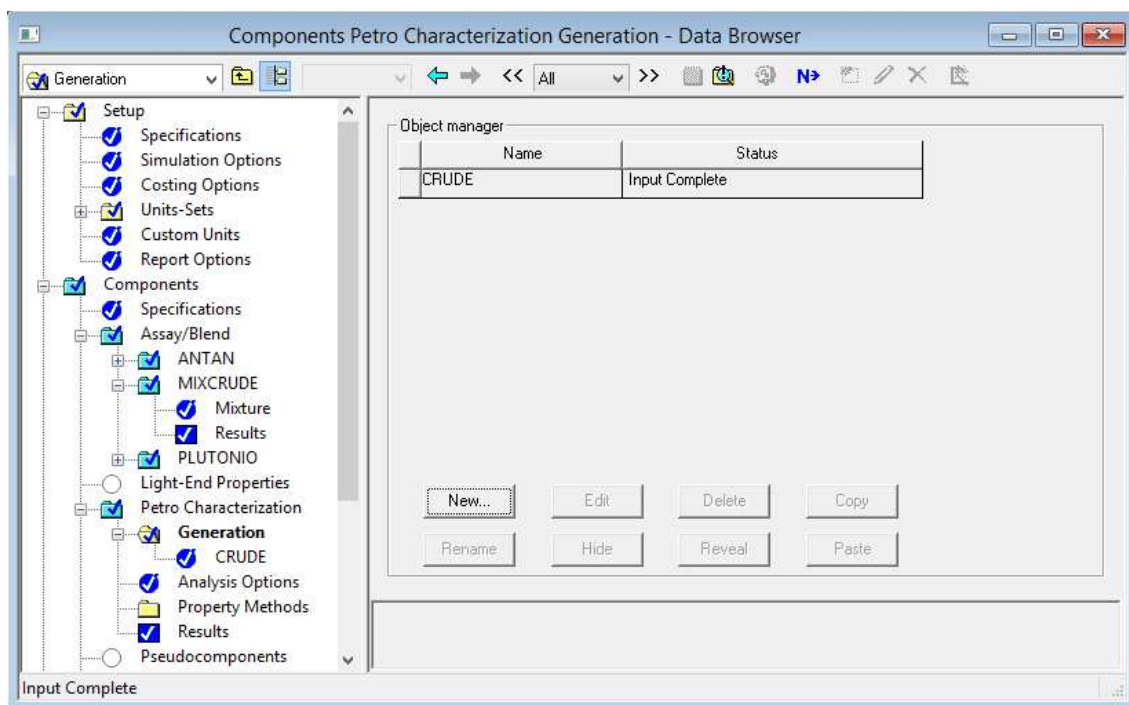 Components Petro Characterization Generation - Data Browser
Generation
<< All >> N>
Setup
Specifications
Simulation Options
Costing Options
Units-Sets
Custom Units
Report Options
Components
Specifications
Assay/Blend
ANTAN
MIXCRUDE
Mixture
Results
PLUTONIO
Light-End Properties
Petro Characterization
Generation
CRUDE
Analysis Options
Property Methods
Results
Pseudocomponents
Object manager
Name Status
CRUDE Input Complete
New... Edit Delete Copy
Rename Hide Reveal Paste
Input Complete